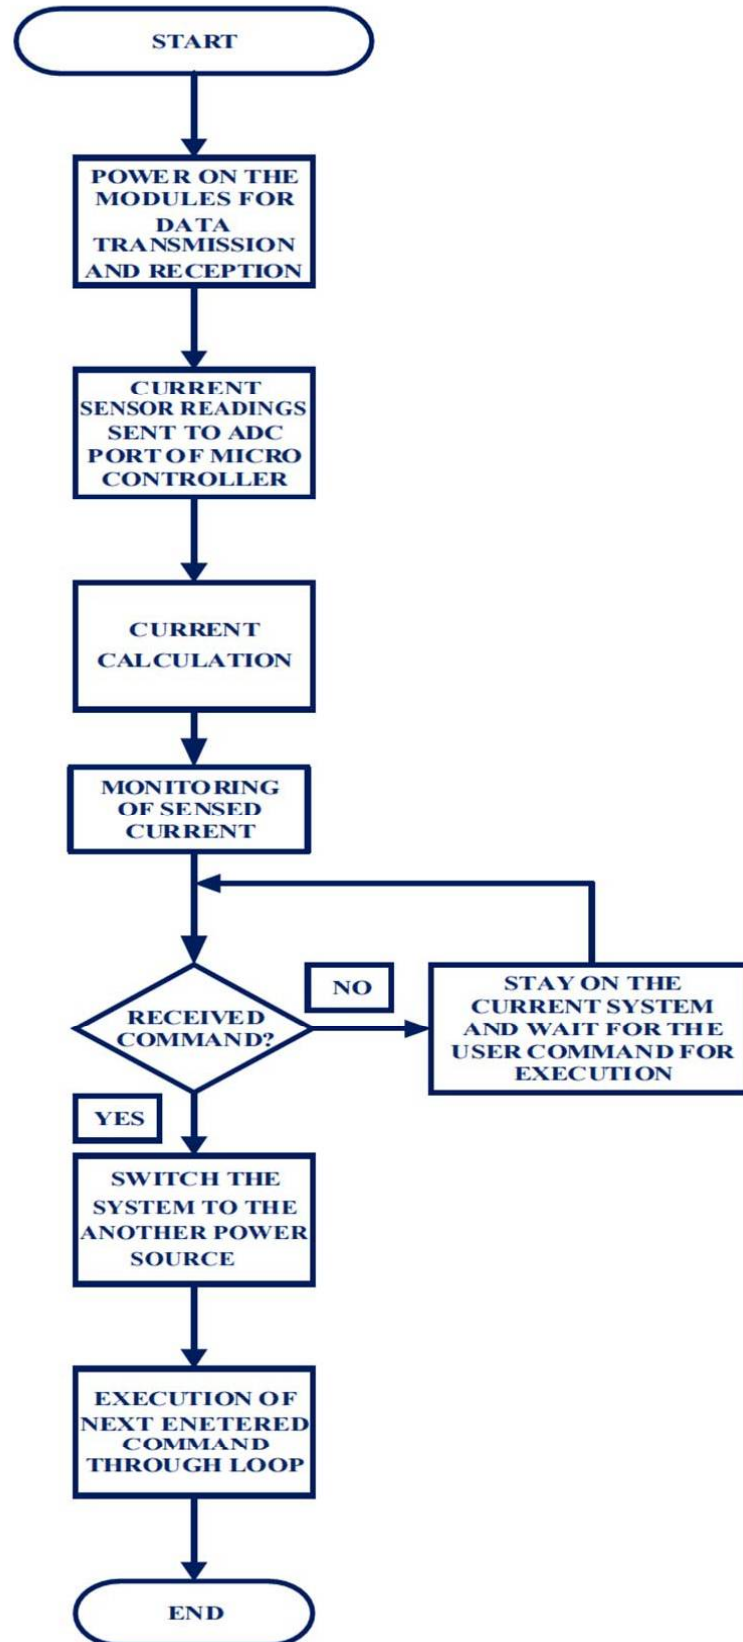 START
POWER ON THE
MODULES FOR
DATA
TRANSMISSION
AND RECEPTION
CURRENT
SENSOR READINGS
SENT TO ADC
PORT OF MICRO
CONTROLLER
CURRENT
CALCULATION
MONITORING
OF SENSED
CURRENT
RECEIVED
COMMAND?
NO
STAY ON THE
CURRENT SYSTEM
AND WAIT FOR THE
USER COMMAND FOR
EXECUTION
YES
SWITCH THE
SYSTEM TO THE
ANOTHER POWER
SOURCE
EXECUTION OF
NEXT ENETERED
COMMAND
THROUGH LOOP
END